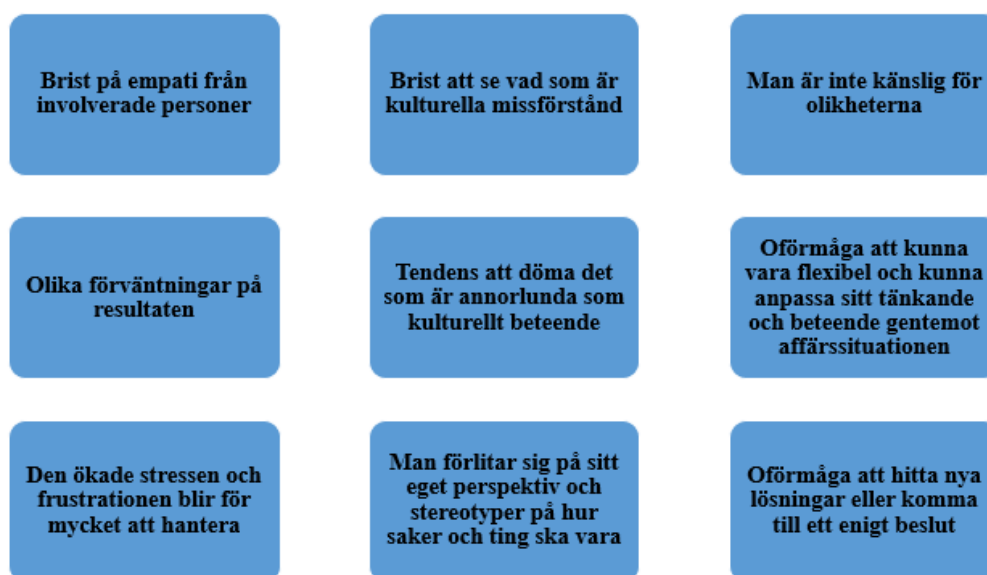 Brist på empati från
involverade personer
Brist att se vad som är
kulturella missförstånd
Man är inte känslig för
olikheterna
Olika förväntningar på
resultaten
Tendens att döma det
som är annorlunda som
kulturellt beteende
Oförmåga att kunna
vara flexibel och kunna
anpassa sitt tänkande
och beteende gentemot
affärssituationen
Den ökade stressen och
frustrationen blir för
mycket att hantera
Man förlitar sig på sitt
eget perspektiv och
stereotyper på hur
saker och ting ska vara
Oförmåga att hitta nya
lösningar eller komma
till ett enigt beslut